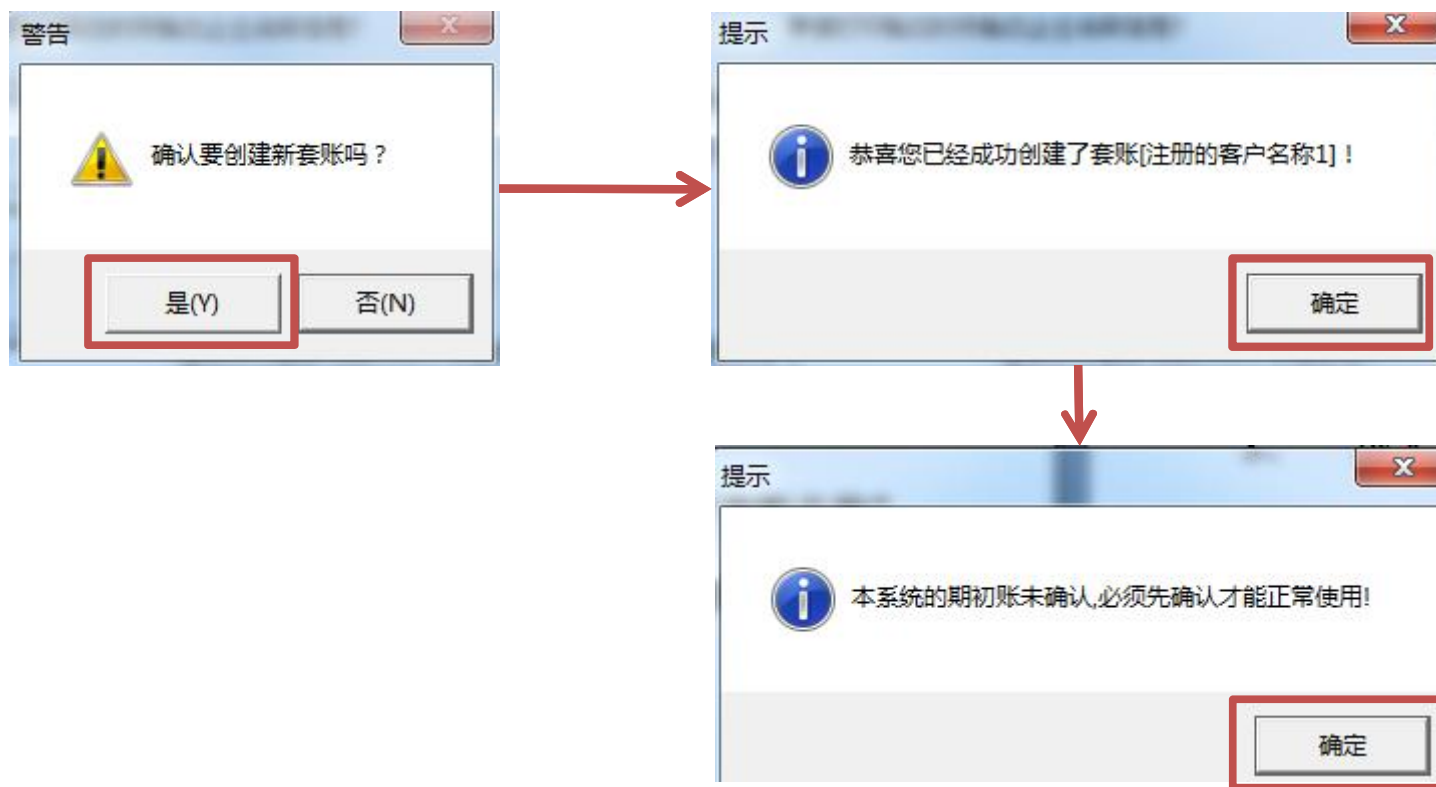 警告
确认要创建新套账吗？
是(Y)
否(N)
提示
恭喜您已经成功创建了套账[注册的客户名称1]！
确定
提示
本系统的期初账未确认,必须先确认才能正常使用!
确定